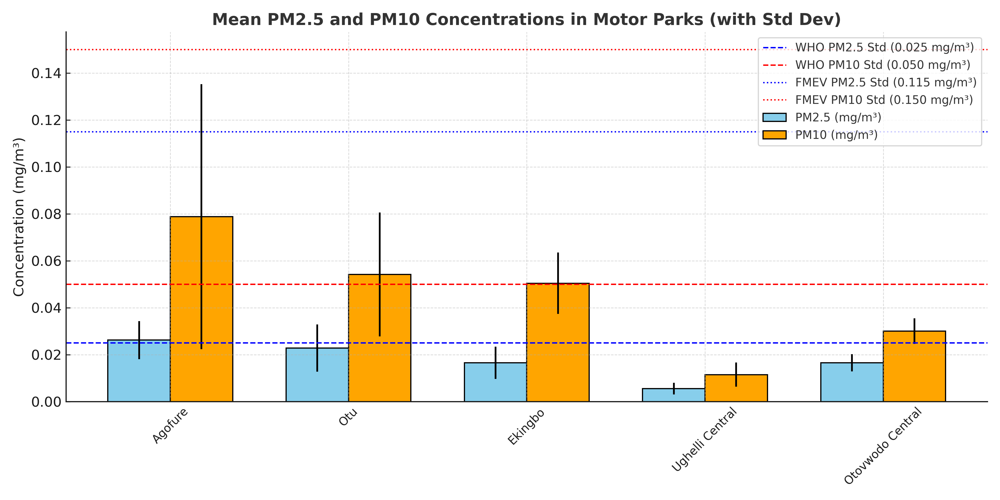 Mean PM2.5 and PM10 Concentrations in Motor Parks (with Std Dev)
WHO PM2.5 Std (0.025 mg/m³)
WHO PM10 Std (0.050 mg/m³)
FMEV PM2.5 Std (0.115 mg/m³)
FMEV PM10 Std (0.150 mg/m³)
PM2.5 (mg/m³)
PM10 (mg/m³)
Concentration (mg/m³)
0.14
0.12
0.10
0.08
0.06
0.04
0.02
0.00
Agofure
Otu
Ekingbo
Ughelli Central
Otovwodo Central